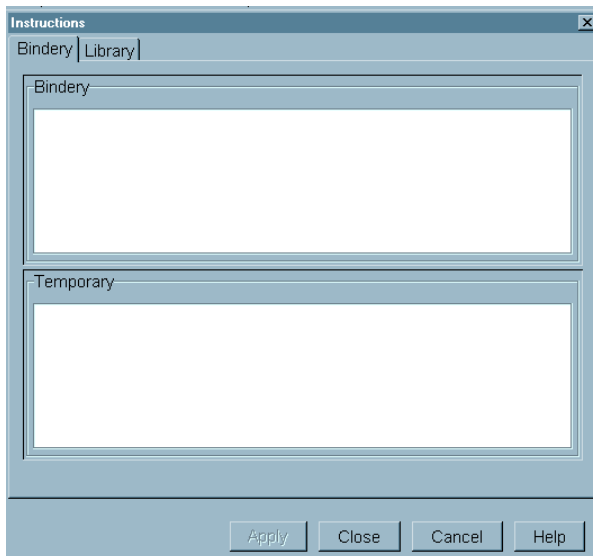 Instructions
Bindery Library
Bindery
Temporary
Apply Close Cancel Help